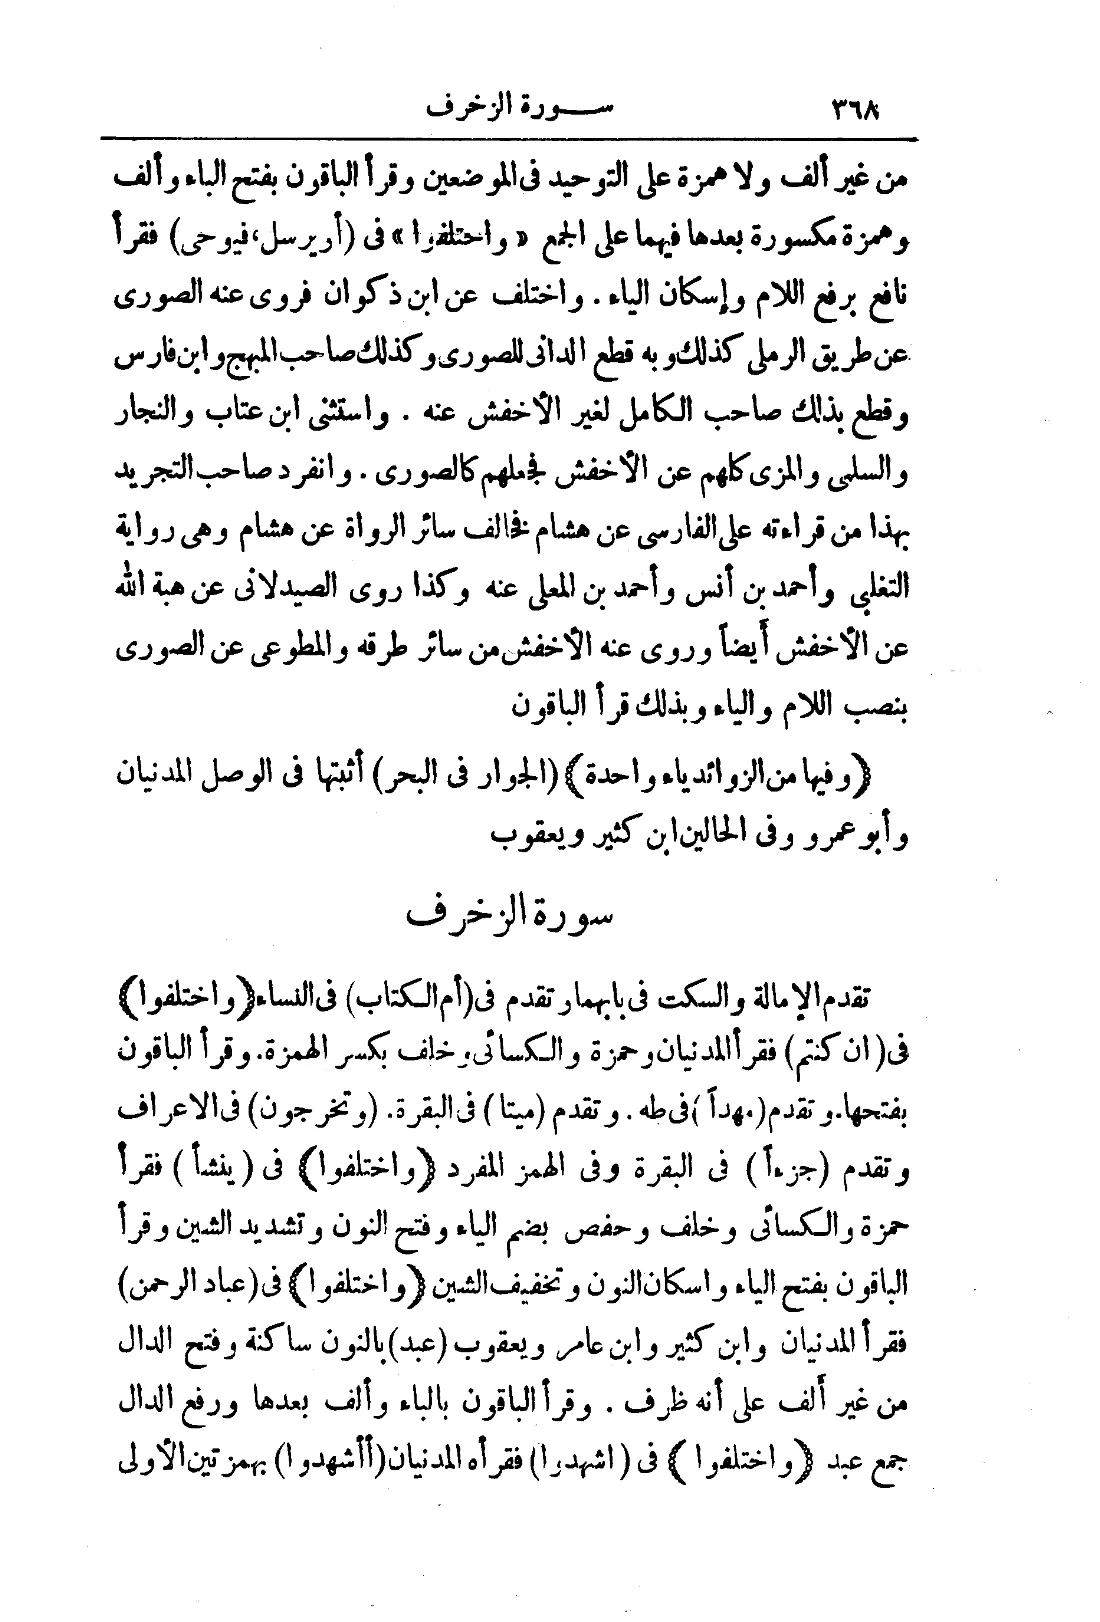 ٣٦٨ ســورة الزخرف
من غير ألف ولا همزة على التوحيد فى الموضعين وقرأ الباقون بفتح الباء وألف
وهمزة مكسورة بعدها فيهما على الجمع « واختلفوا » فى (أو يرسل، فيوحى) فقرأ
نافع برفع اللام وإسكان الياء . واختلف عن ابن ذكوان فروى عنه الصورى
عن طريق الرملى كذلك وبه قطع الدانى للصورى وكذلك صاحب المبهج وابن فارس
وقطع بذلك صاحب الكامل لغير الأخفش عنه . واستثنى ابن عتاب والنجار
والسلمى والمزى كلهم عن الأخفش فجعلهم كالصورى . وانفرد صاحب التجريد
بهذا من قراءته على الفارسى عن هشام فخالف سائر الرواة عن هشام وهى رواية
التغلبى وأحمد بن أنس وأحمد بن المعلى عنه وكذا روى الصيدلانى عن هبة الله
عن الأخفش أيضاً وروى عنه الأخفش من سائر طرقه والمطوعى عن الصورى
بنصب اللام والياء وبذلك قرأ الباقون
﴿وفيها من الزوائد ياء واحدة﴾ (الجوار فى البحر) أثبتها فى الوصل المدنيان
وأبو عمرو وفى الحالين ابن كثير ويعقوب
سورة الزخرف
تقدم الإمالة والسكت فى بابهما وتقدم فى (أم الكتاب) فى النساء ﴿واختلفوا﴾
فى (ان كنتم) فقرأ المدنيان وحمزة والكسائى وخلف بكسر الهمزة. وقرأ الباقون
بفتحها. وتقدم (مهداً) فى طه . وتقدم (ميتا) فى البقرة. (وتخرجون) فى الاعراف
وتقدم (جزءاً) فى البقرة وفى الهمز المفرد ﴿واختلفوا﴾ فى (ينشأ) فقرأ
حمزة والكسائى وخلف وحفص بضم الياء وفتح النون وتشديد الشين وقرأ
الباقون بفتح الياء واسكان النون وتخفيف الشين ﴿واختلفوا﴾ فى (عباد الرحمن)
فقرأ المدنيان وابن كثير وابن عامر ويعقوب (عبد) بالنون ساكنة وفتح الدال
من غير ألف على أنه ظرف . وقرأ الباقون بالباء وألف بعدها ورفع الدال
جمع عبد ﴿واختلفوا﴾ فى (اشهدوا) فقرأه المدنيان (أأشهدوا) بهمزتين الأولى